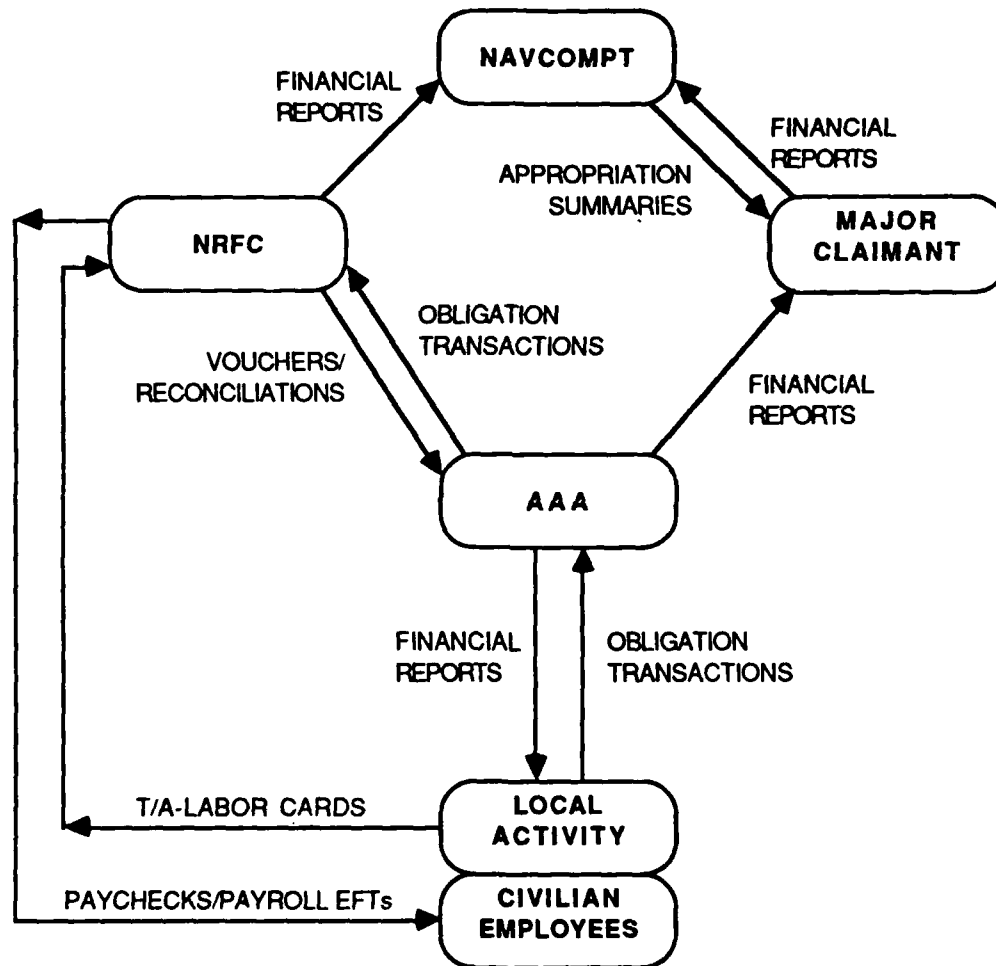 NAVCOMPT
FINANCIAL
REPORTS
FINANCIAL
REPORTS
APPROPRIATION
SUMMARIES
MAJOR
CLAIMANT
NRFC
OBLIGATION
TRANSACTIONS
VOUCHERS/
RECONCILIATIONS
FINANCIAL
REPORTS
AAA
FINANCIAL
REPORTS
OBLIGATION
TRANSACTIONS
T/A-LABOR CARDS
LOCAL
ACTIVITY
PAYCHECKS/PAYROLL EFTs
CIVILIAN
EMPLOYEES